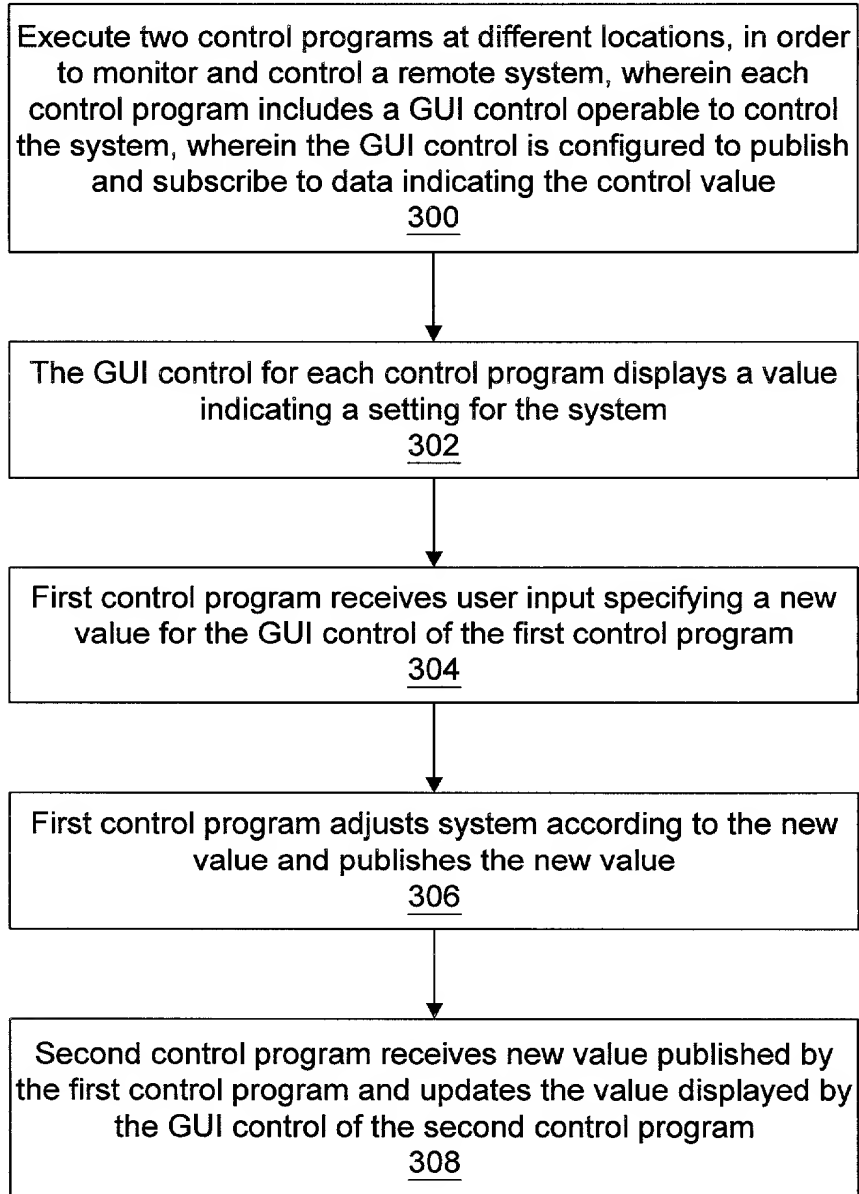 Execute two control programs at different locations, in order
to monitor and control a remote system, wherein each
control program includes a GUI control operable to control
the system, wherein the GUI control is configured to publish
and subscribe to data indicating the control value
300
The GUI control for each control program displays a value
indicating a setting for the system
302
First control program receives user input specifying a new
value for the GUI control of the first control program
304
First control program adjusts system according to the new
value and publishes the new value
306
Second control program receives new value published by
the first control program and updates the value displayed by
the GUI control of the second control program
308